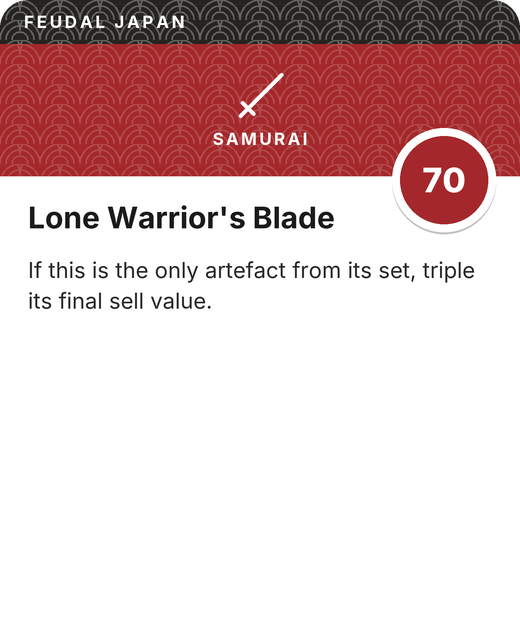 FEUDAL JAPAN
SAMURAI
70
Lone Warrior's Blade
If this is the only artefact from its set, triple
its final sell value.